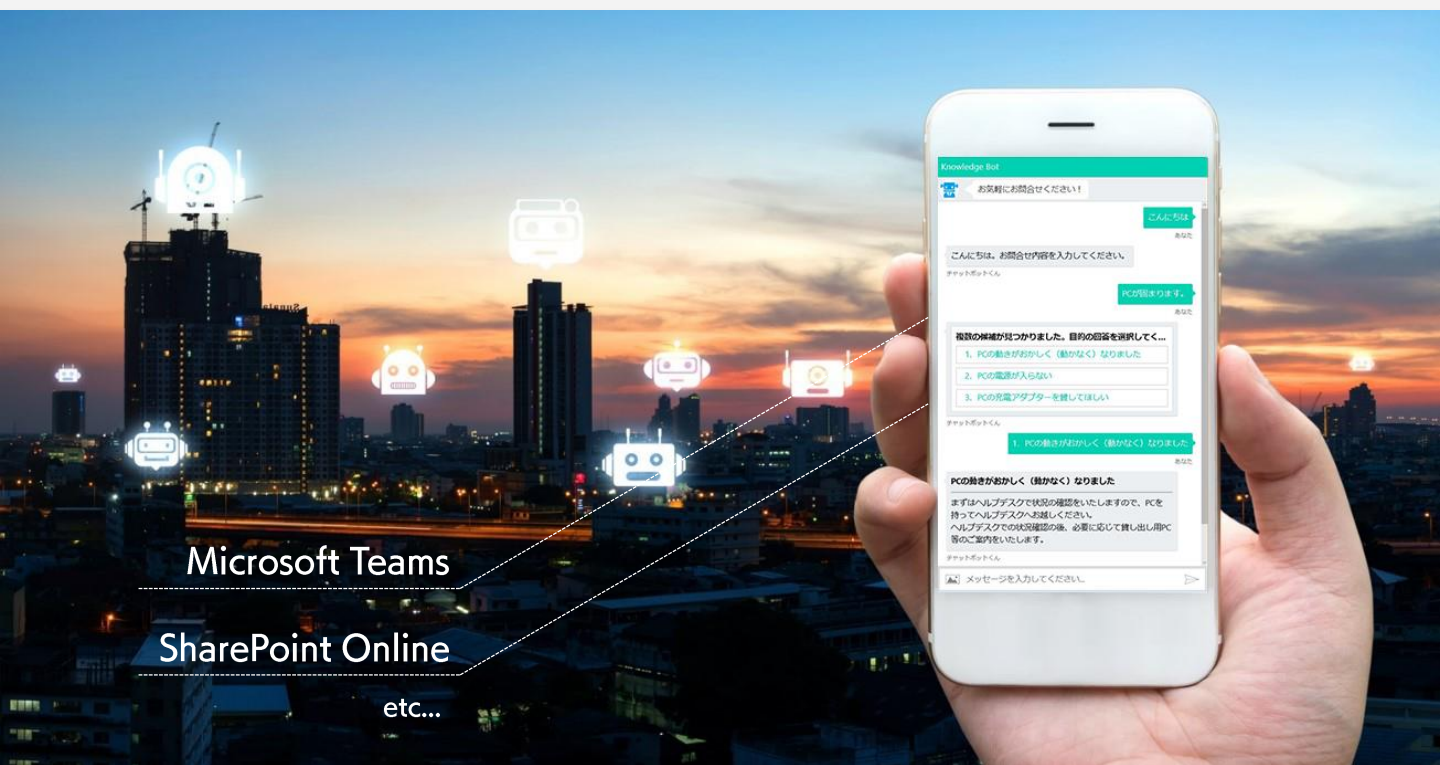 Knowledge Bot
お気軽にお問合せください！
こんにちは
あなた
こんにちは。お問合せ内容を入力してください。
チャットボットくん
PCが固まります。
あなた
複数の候補が見つかりました。目的の回答を選択してく...
1、PCの動きがおかしく（動かなく）なりました
2、PCの電源が入らない
3、PCの充電アダプターを貸してほしい
チャットボットくん
1、PCの動きがおかしく（動かなく）なりました
あなた
PCの動きがおかしく（動かなく）なりました
まずはヘルプデスクで状況の確認をいたしますので、PCを
持ってヘルプデスクへお越しください。
ヘルプデスクでの状況確認の後、必要に応じて貸し出し用PC
等のご案内をいたします。
チャットボットくん
メッセージを入力してください...
Microsoft Teams
SharePoint Online
etc...